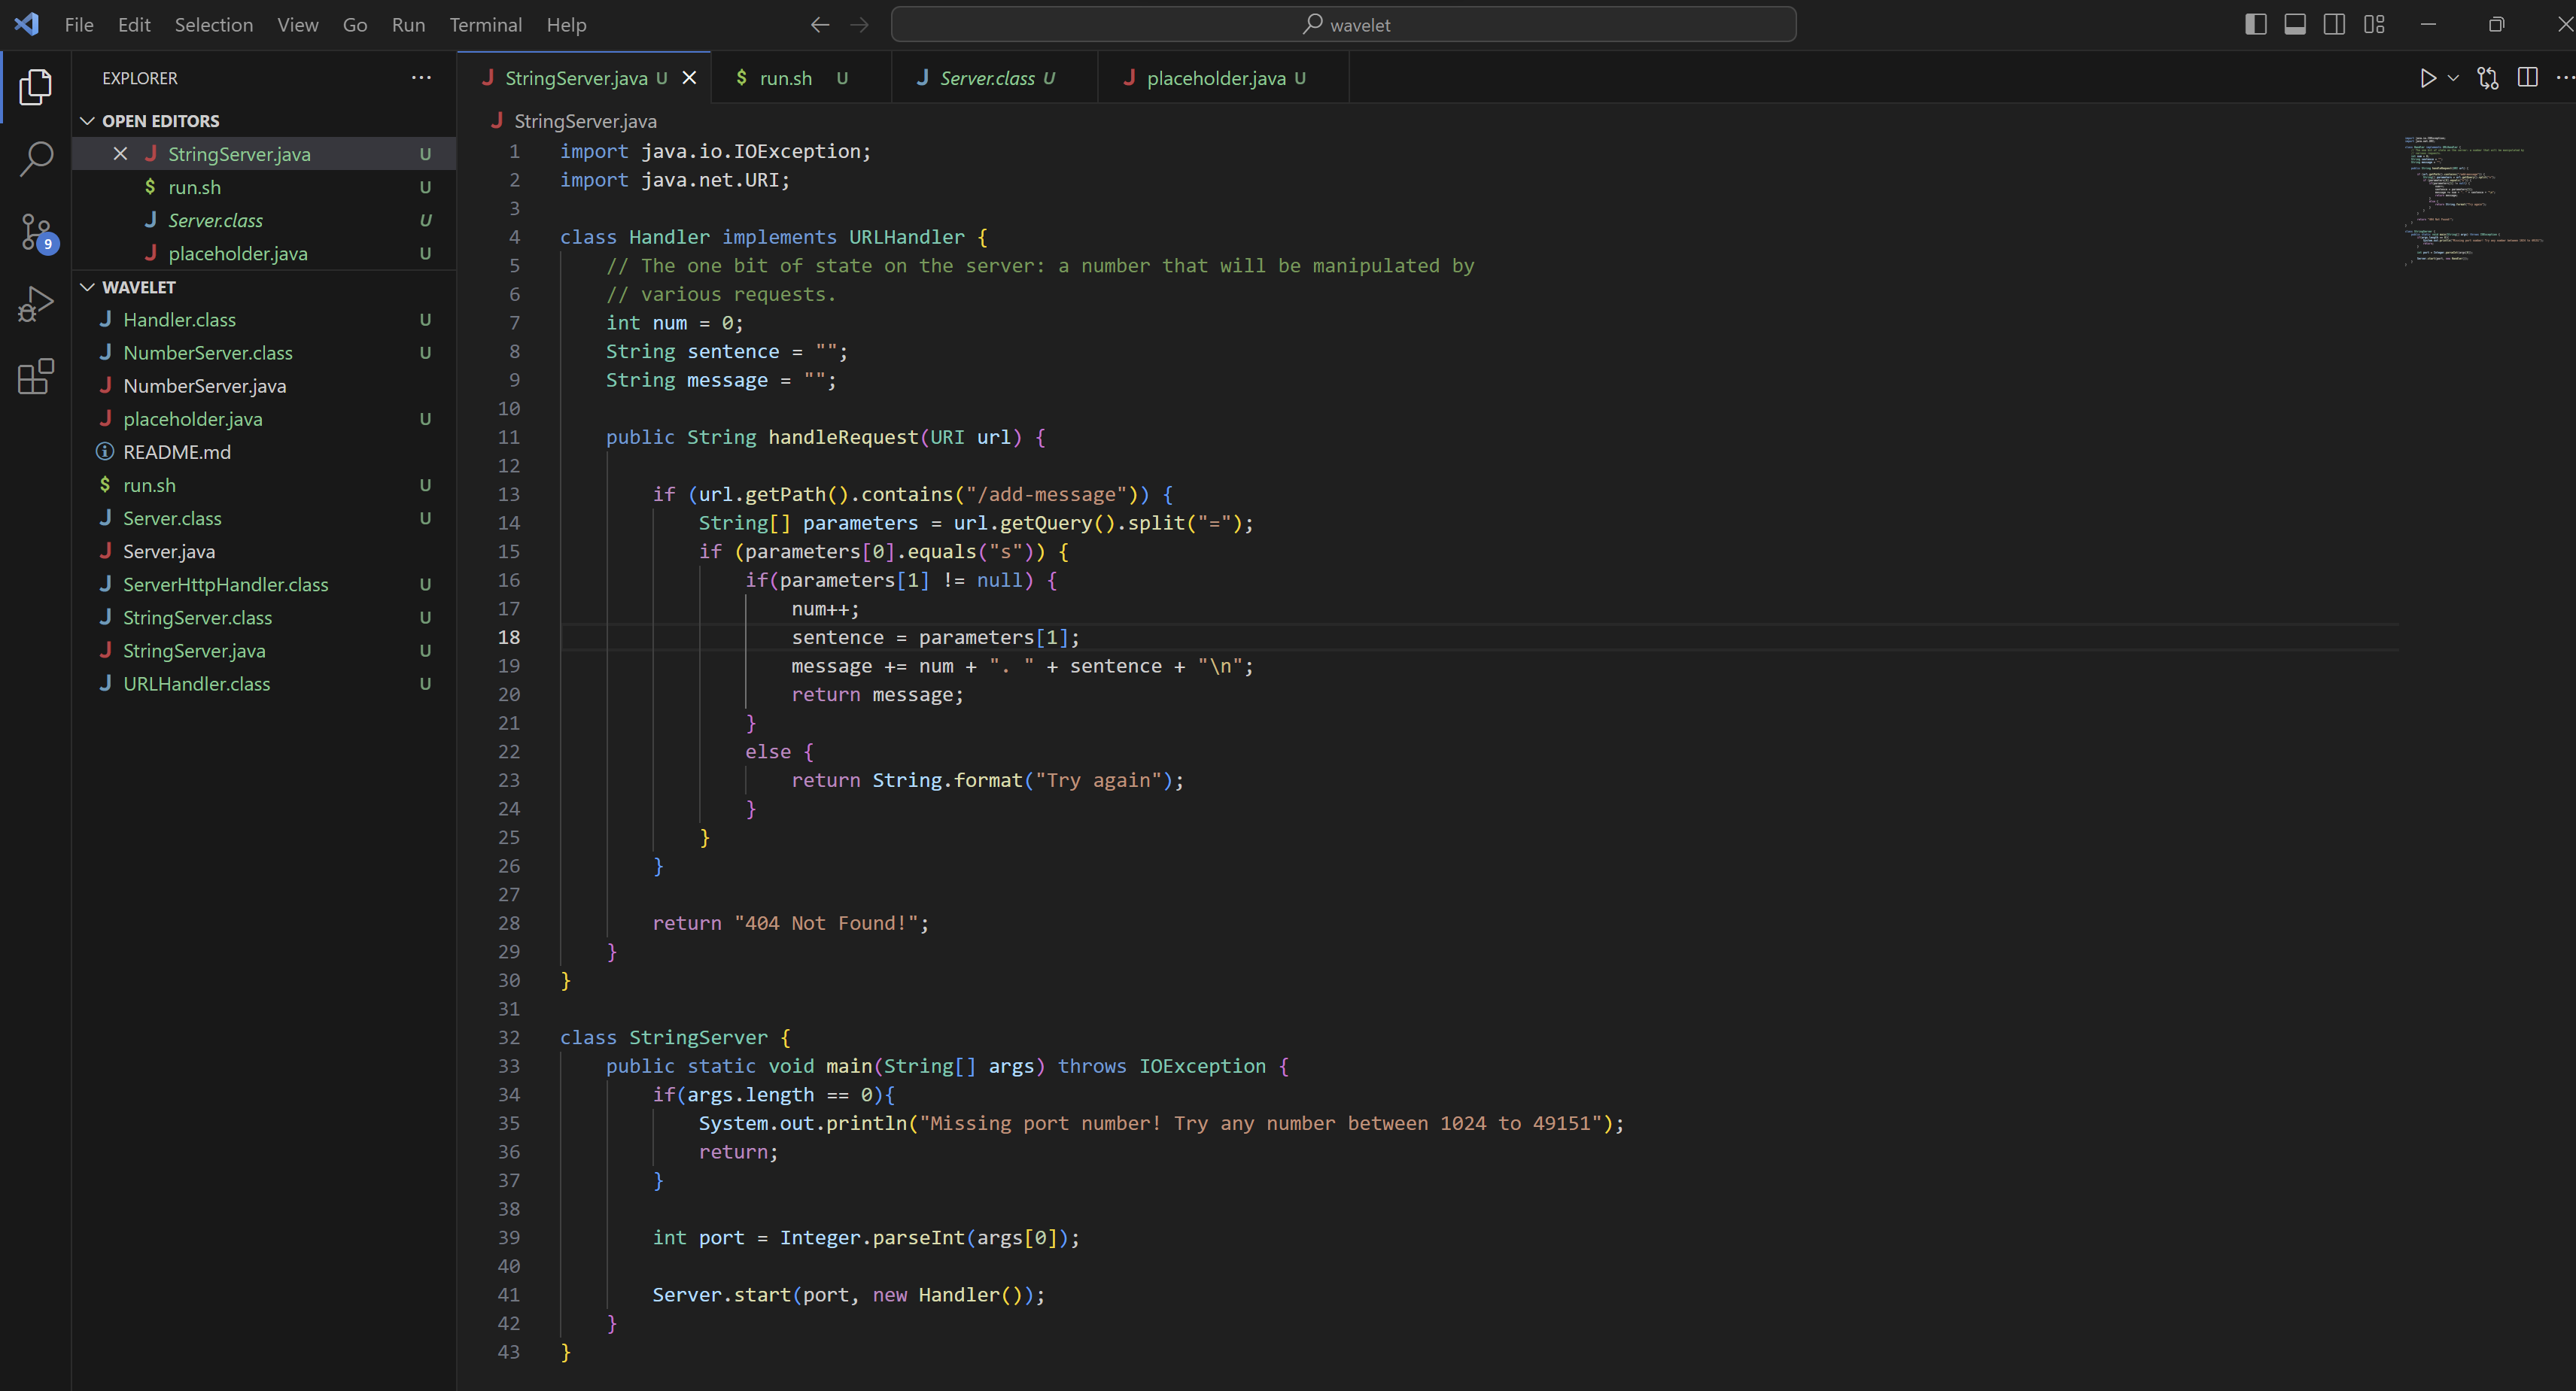 File Edit Selection View Go Run Terminal Help
wavelet
EXPLORER
OPEN EDITORS
StringServer.java U
run.sh U
Server.class U
placeholder.java U
WAVELET
Handler.class U
NumberServer.class U
NumberServer.java
placeholder.java U
README.md
run.sh U
Server.class U
Server.java
ServerHttpHandler.class U
StringServer.class U
StringServer.java U
URLHandler.class U
9
StringServer.java U
run.sh U
Server.class U
placeholder.java U
StringServer.java
1 import java.io.IOException;
2 import java.net.URI;
3
4 class Handler implements URLHandler {
5     // The one bit of state on the server: a number that will be manipulated by
6     // various requests.
7     int num = 0;
8     String sentence = "";
9     String message = "";
10
11     public String handleRequest(URI url) {
12
13         if (url.getPath().contains("/add-message")) {
14             String[] parameters = url.getQuery().split("=");
15             if (parameters[0].equals("s")) {
16                 if(parameters[1] != null) {
17                     num++;
18                     sentence = parameters[1];
19                     message += num + ". " + sentence + "\n";
20                     return message;
21                 }
22                 else {
23                     return String.format("Try again");
24                 }
25             }
26         }
27
28         return "404 Not Found!";
29     }
30 }
31
32 class StringServer {
33     public static void main(String[] args) throws IOException {
34         if(args.length == 0){
35             System.out.println("Missing port number! Try any number between 1024 to 49151");
36             return;
37         }
38
39         int port = Integer.parseInt(args[0]);
40
41         Server.start(port, new Handler());
42     }
43 }